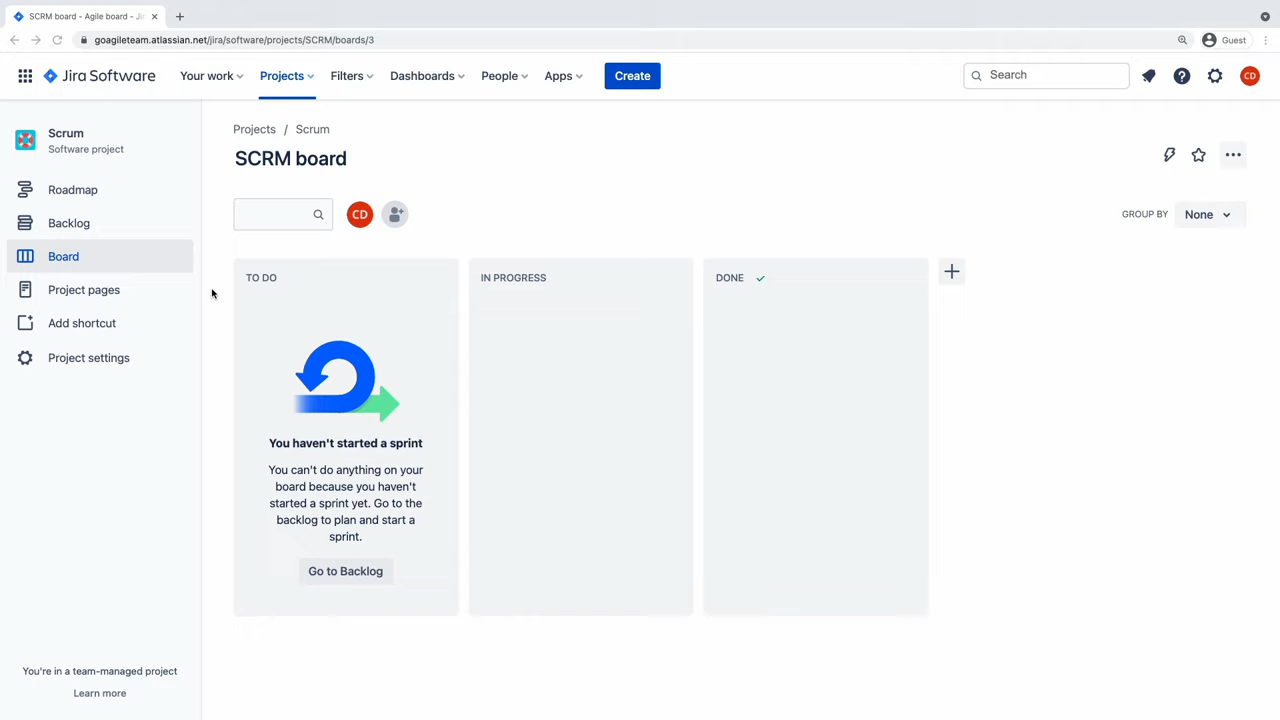 SCRM board - Agile board - Ji
goagileteam.atlassian.net/jira/software/projects/SCRM/boards/3
Guest
Jira Software
Your work
Projects
Filters
Dashboards
People
Apps
Create
Search
CD
Scrum
Software project
Roadmap
Backlog
Board
Project pages
Add shortcut
Project settings
You're in a team-managed project
Learn more
Projects / Scrum
SCRM board
CD
GROUP BY
None
TO DO
IN PROGRESS
DONE
You haven't started a sprint
You can't do anything on your
board because you haven't
started a sprint yet. Go to the
backlog to plan and start a
sprint.
Go to Backlog